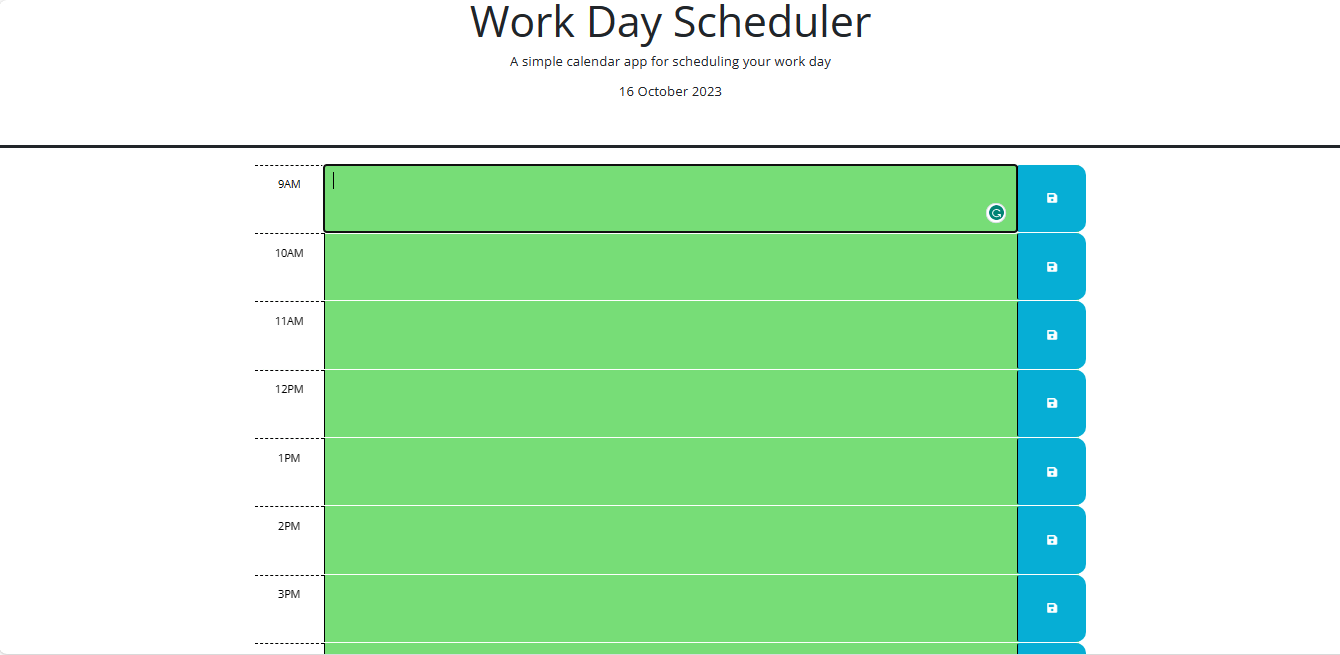 Work Day Scheduler
A simple calendar app for scheduling your work day
16 October 2023
9AM
10AM
11AM
12PM
1PM
2PM
3PM